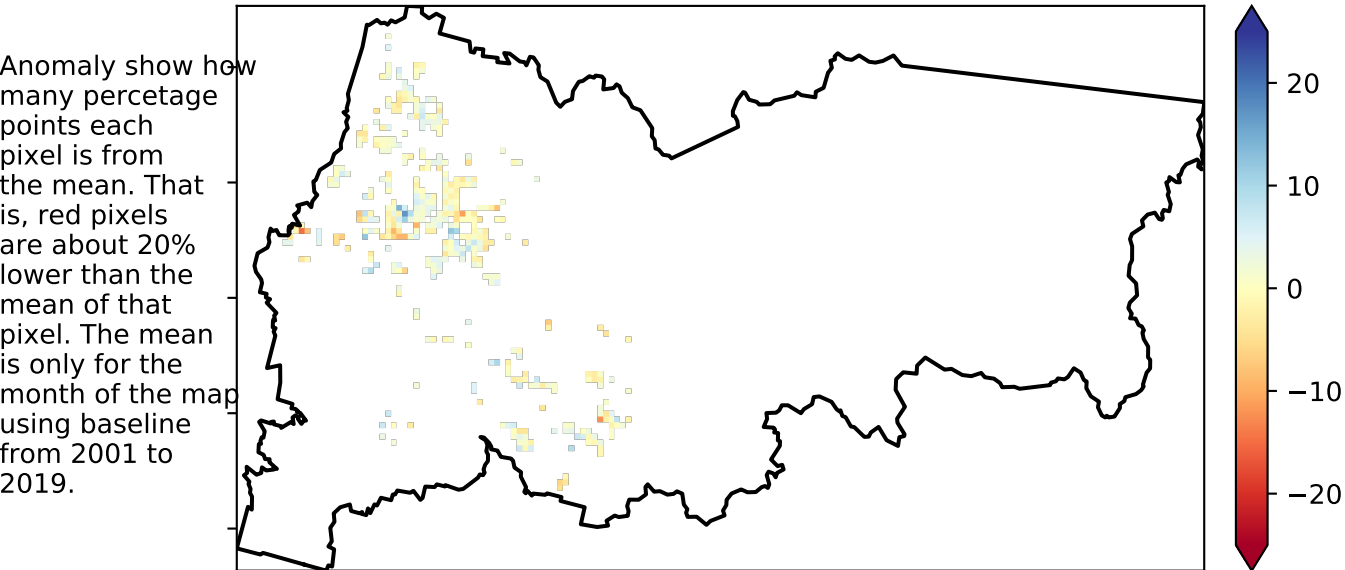 Anomaly show how
many percetage
points each
pixel is from
the mean. That
is, red pixels
are about 20%
lower than the
mean of that
pixel. The mean
is only for the
month of the map
using baseline
from 2001 to
2019.
20
10
0
−10
−20